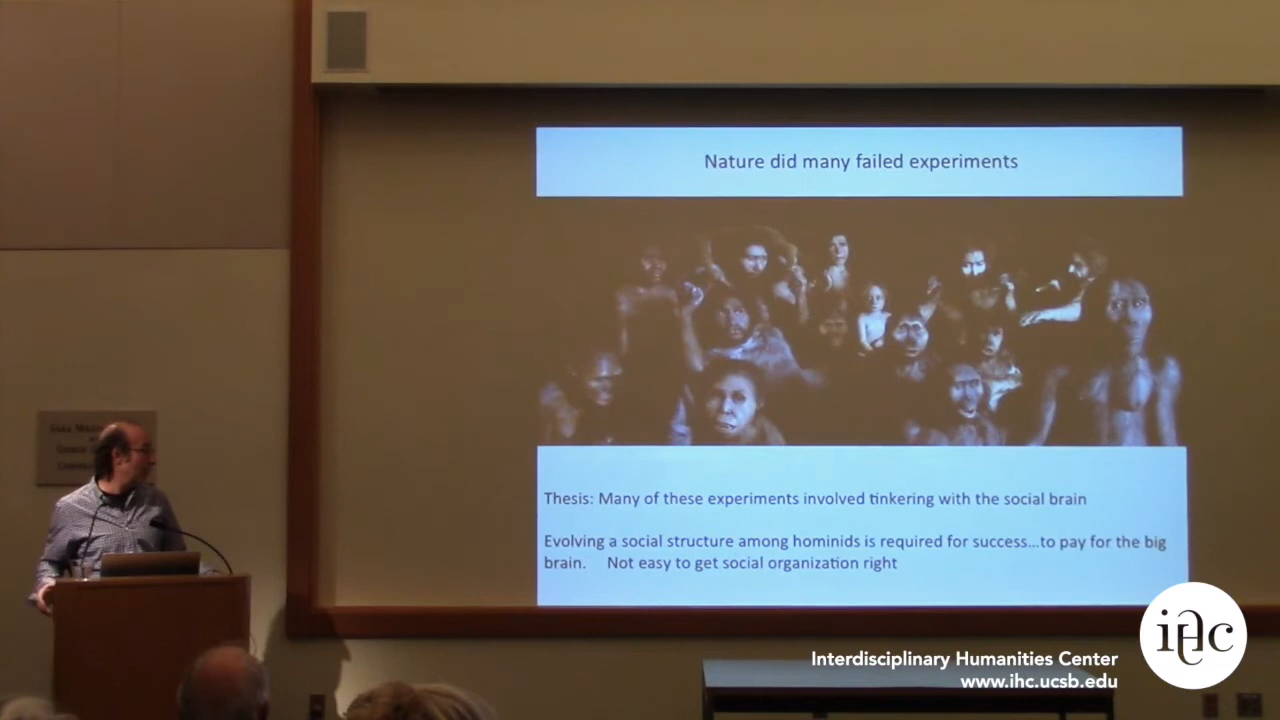 Nature did many failed experiments
Thesis: Many of these experiments involved tinkering with the social brain
Evolving a social structure among hominids is required for success...to pay for the big
brain. Not easy to get social organization right
ihc
Interdisciplinary Humanities Center
www.ihc.ucsb.edu